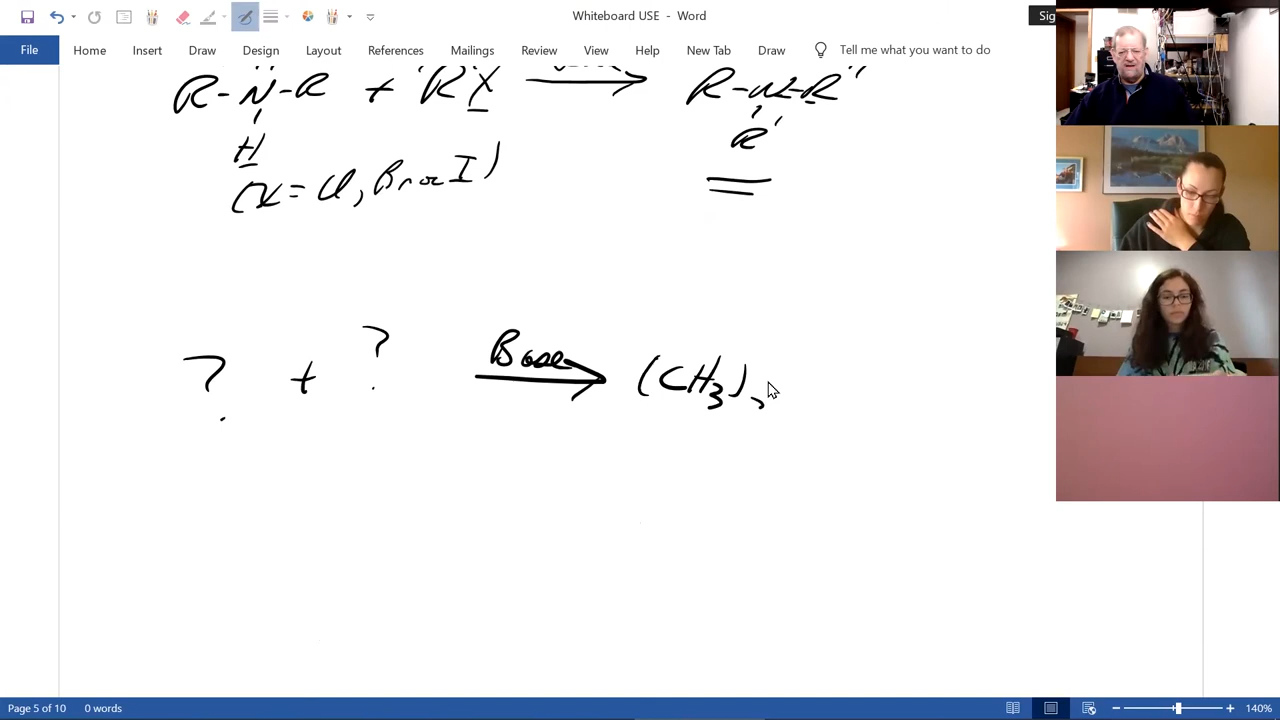 Whiteboard USE - Word
Sig
File Home Insert Draw Design Layout References Mailings Review View Help New Tab Draw Tell me what you want to do
R-N-R + R'X → R-N-R"
H R'
(X = Cl, Br or I)
? + ? Base → (CH3)
Page 5 of 10 0 words 140%